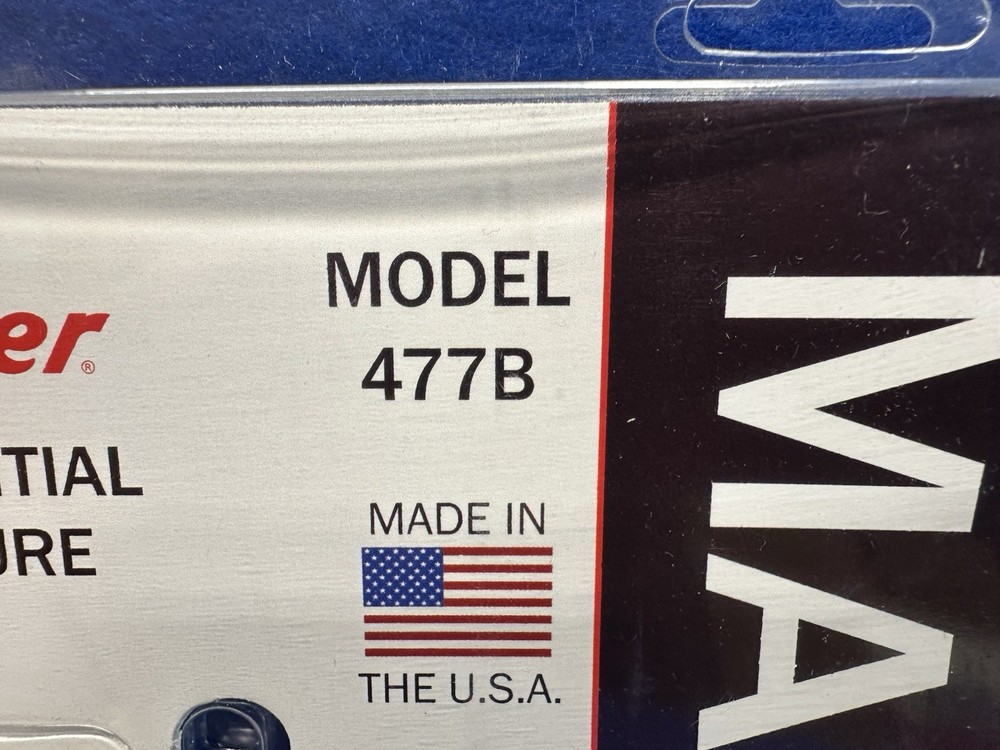 MODEL
477B
er®
TIAL
URE
MADE IN
THE U.S.A.
MA